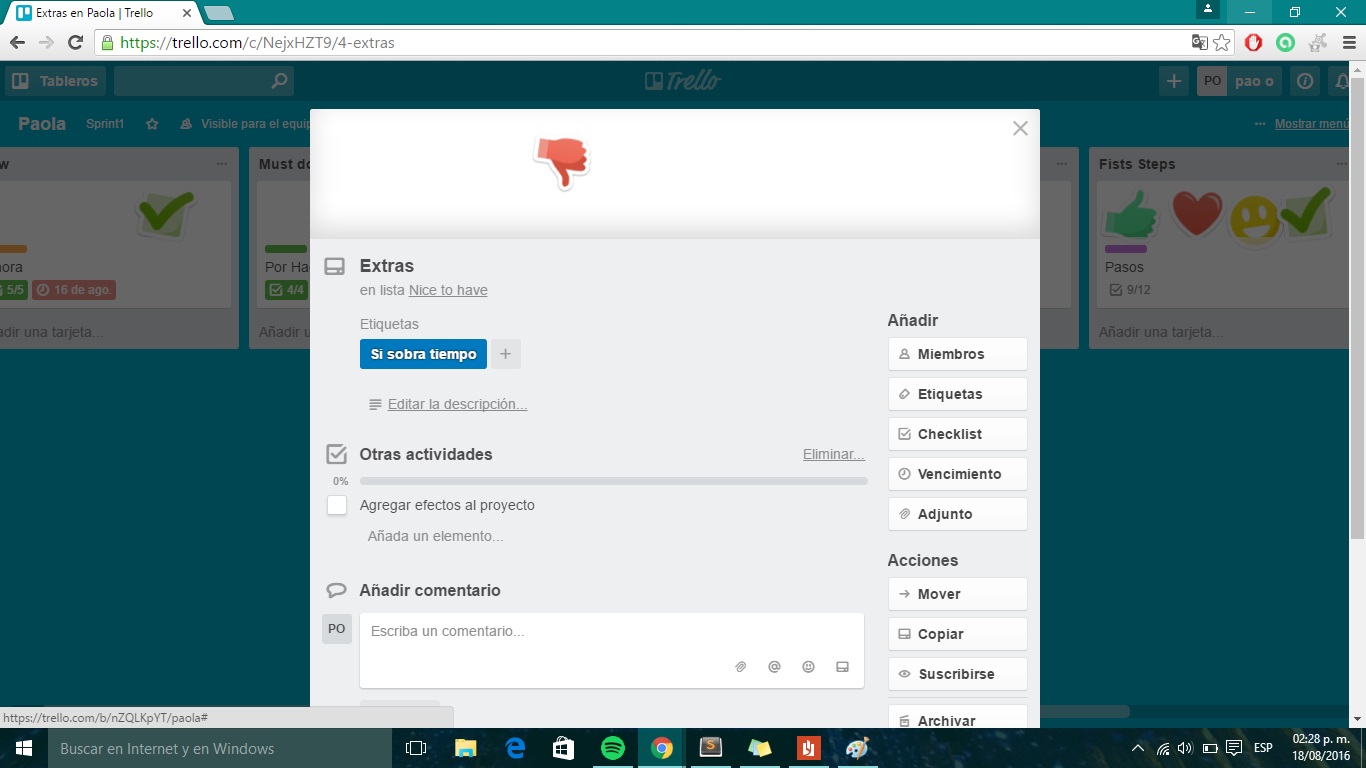 Extras en Paola | Trello
https://trello.com/c/NejxHZT9/4-extras
Tableros
Trello
PO pao o
Paola Sprint1 Visible para el equip
Mostrar menú
w
Must do
Fists Steps
hora
5/5 16 de ago.
adir una tarjeta...
Por Hac
4/4
Añadir u
Pasos
9/12
Añadir una tarjeta...
Extras
en lista Nice to have
Etiquetas
Si sobra tiempo
Editar la descripción...
Otras actividades
Eliminar...
0%
Agregar efectos al proyecto
Añada un elemento...
Añadir comentario
PO
Escriba un comentario...
Añadir
Miembros
Etiquetas
Checklist
Vencimiento
Adjunto
Acciones
Mover
Copiar
Suscribirse
Archivar
https://trello.com/b/nZQLKpYT/paola#
Buscar en Internet y en Windows
ESP
02:28 p. m.
18/08/2016